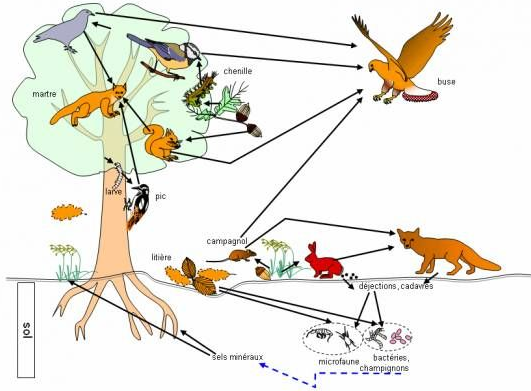 chenille
buse
martre
larve
pic
campagnol
litière
déjections, cadavres
sol
sels minéraux
microfaune
bactéries,
champignons